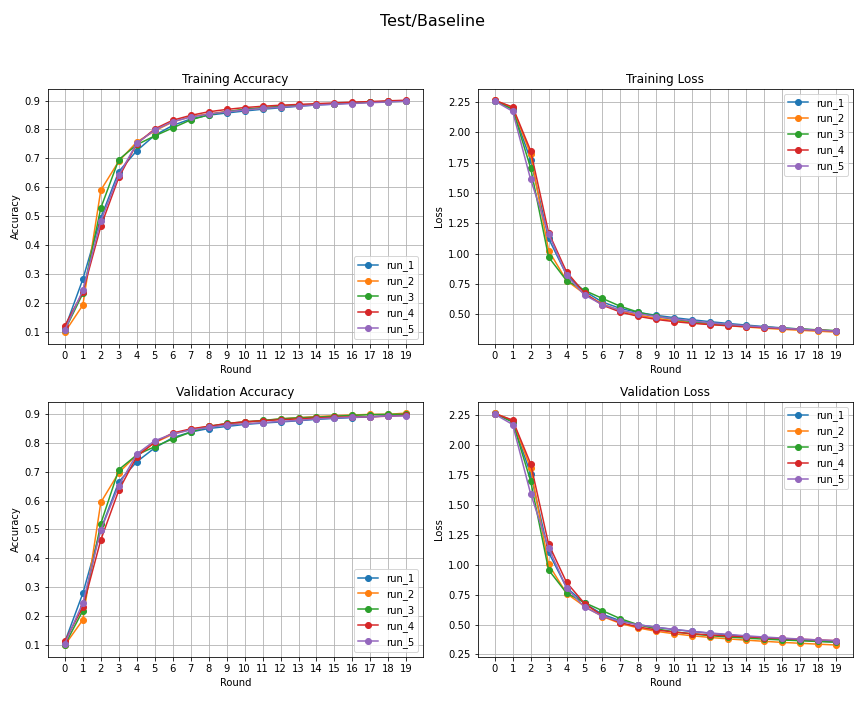 Test/Baseline
Training Accuracy
Accuracy
0.9
0.8
0.7
0.6
0.5
0.4
0.3
0.2
0.1
run_1
run_2
run_3
run_4
run_5
0 1 2 3 4 5 6 7 8 9 10 11 12 13 14 15 16 17 18 19
Round
Training Loss
Loss
2.25
2.00
1.75
1.50
1.25
1.00
0.75
0.50
run_1
run_2
run_3
run_4
run_5
0 1 2 3 4 5 6 7 8 9 10 11 12 13 14 15 16 17 18 19
Round
Validation Accuracy
Accuracy
0.9
0.8
0.7
0.6
0.5
0.4
0.3
0.2
0.1
run_1
run_2
run_3
run_4
run_5
0 1 2 3 4 5 6 7 8 9 10 11 12 13 14 15 16 17 18 19
Round
Validation Loss
Loss
2.25
2.00
1.75
1.50
1.25
1.00
0.75
0.50
0.25
run_1
run_2
run_3
run_4
run_5
0 1 2 3 4 5 6 7 8 9 10 11 12 13 14 15 16 17 18 19
Round